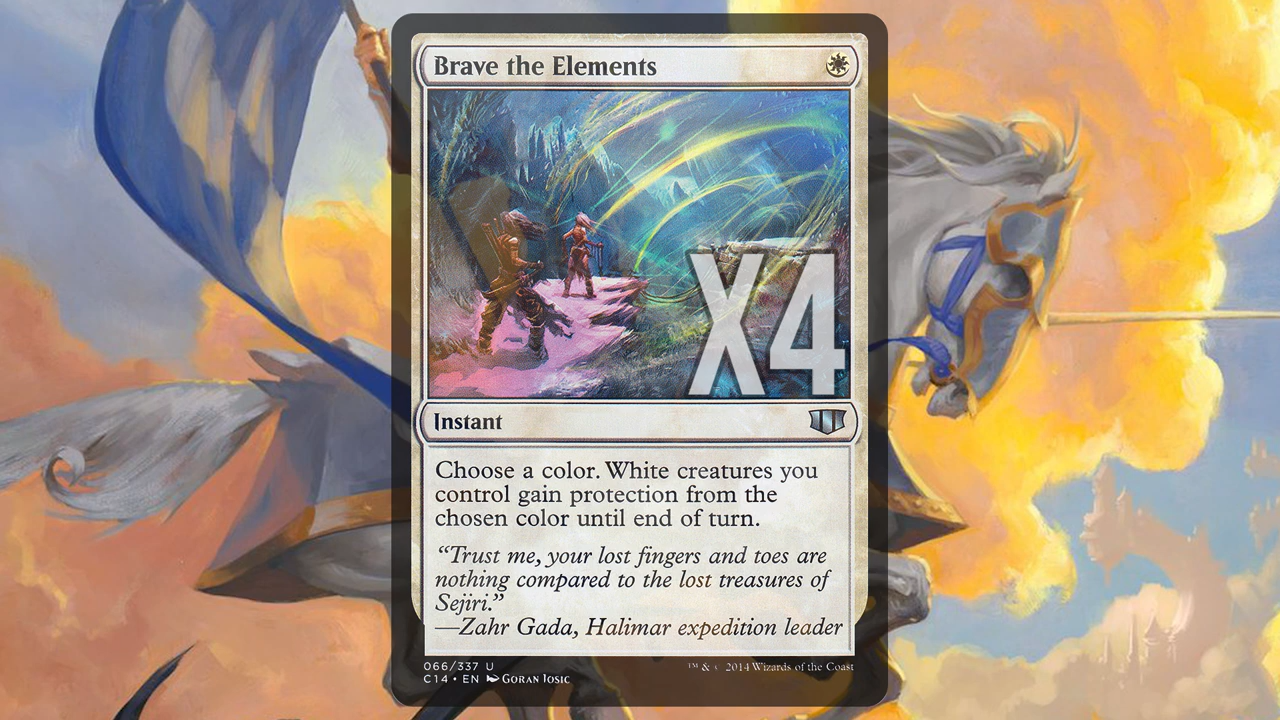 Brave the Elements
X4
Instant
Choose a color. White creatures you
control gain protection from the
chosen color until end of turn.
“Trust me, your lost fingers and toes are
nothing compared to the lost treasures of
Sejiri.”
—Zahr Gada, Halimar expedition leader
066/337 U
™ & © 2014 Wizards of the Coast
C14 • EN Goran Josic